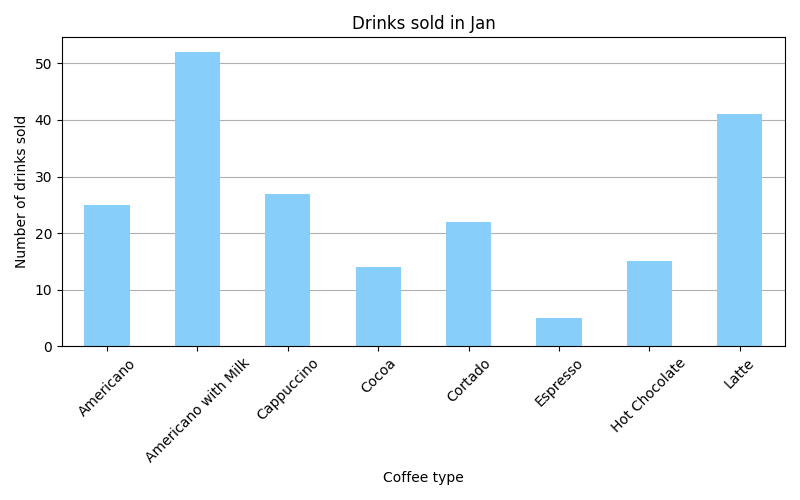 Drinks sold in Jan
Number of drinks sold
50
40
30
20
10
0
Americano
Americano with Milk
Cappuccino
Cocoa
Cortado
Espresso
Hot Chocolate
Latte
Coffee type